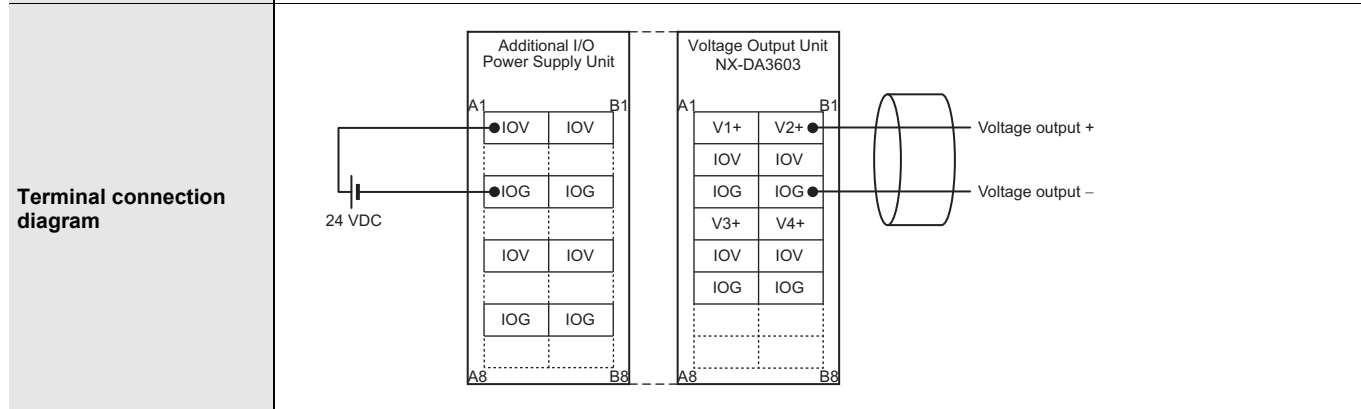 Terminal connection
diagram
Additional I/O
Power Supply Unit
A1 B1
IOV IOV
IOG IOG
IOV IOV
IOG IOG
A8 B8
24 VDC
Voltage Output Unit
NX-DA3603
A1 B1
V1+ V2+
IOV IOV
IOG IOG
V3+ V4+
IOV IOV
IOG IOG
A8 B8
Voltage output +
Voltage output −